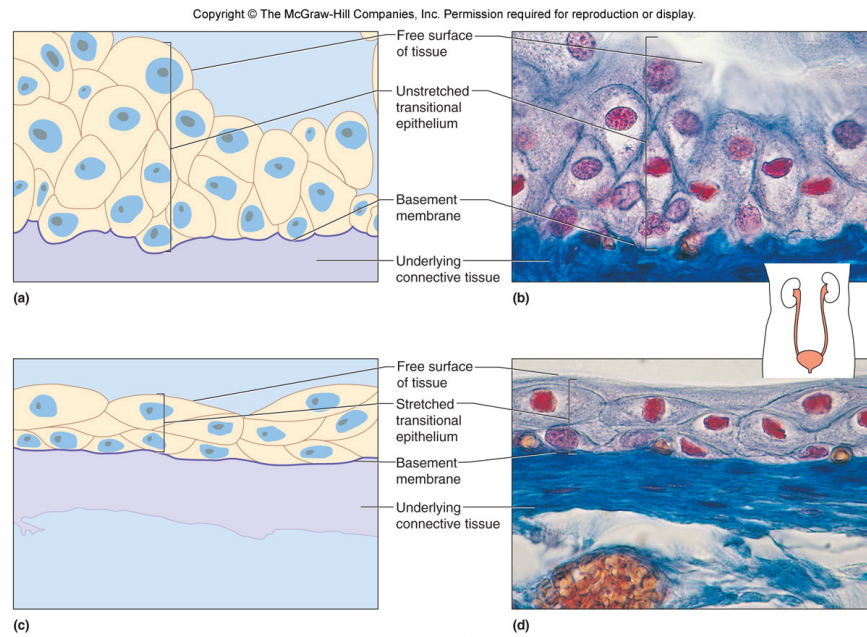 Copyright © The McGraw-Hill Companies, Inc. Permission required for reproduction or display.
Free surface
of tissue
Unstretched
transitional
epithelium
Basement
membrane
Underlying
connective tissue
(a)
(b)
Free surface
of tissue
Stretched
transitional
epithelium
Basement
membrane
Underlying
connective tissue
(c)
(d)